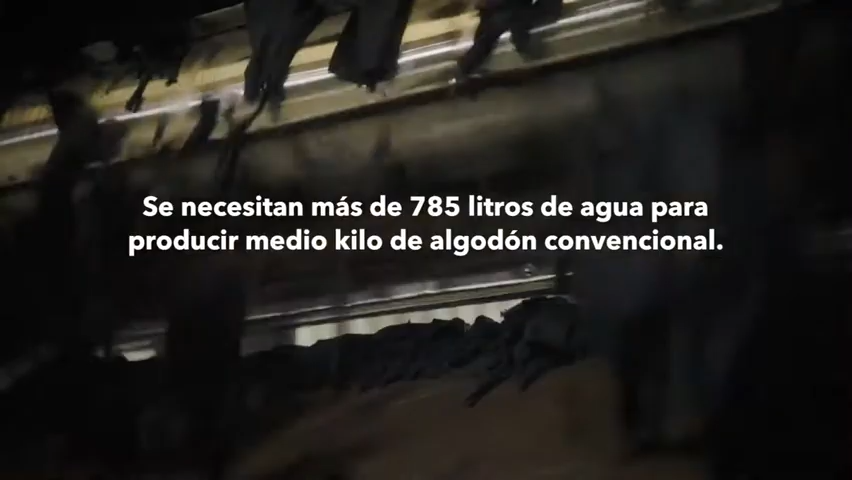 Se necesitan más de 785 litros de agua para
producir medio kilo de algodón convencional.